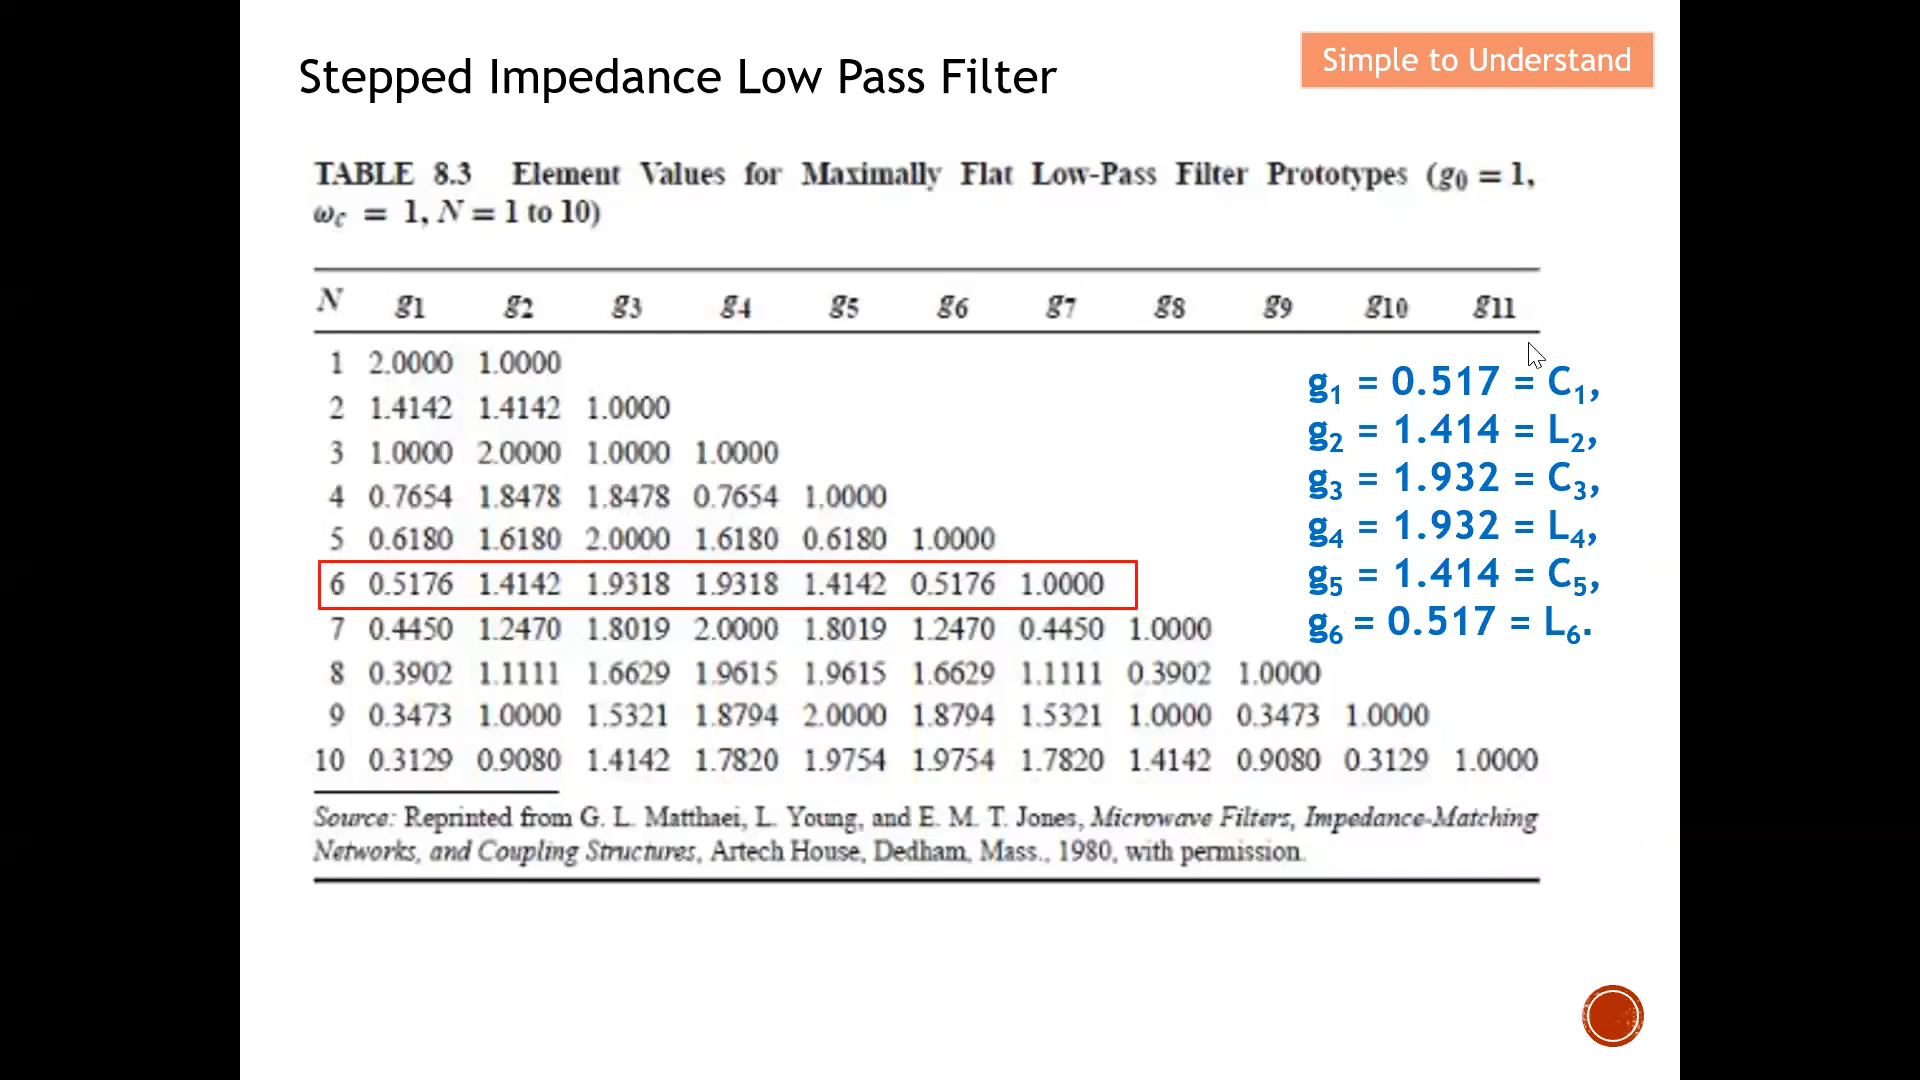 Stepped Impedance Low Pass Filter
Simple to Understand
TABLE 8.3 Element Values for Maximally Flat Low-Pass Filter Prototypes (g0 = 1,
ωc = 1, N = 1 to 10)
N g1 g2 g3 g4 g5 g6 g7 g8 g9 g10 g11
1 2.0000 1.0000
2 1.4142 1.4142 1.0000
3 1.0000 2.0000 1.0000 1.0000
4 0.7654 1.8478 1.8478 0.7654 1.0000
5 0.6180 1.6180 2.0000 1.6180 0.6180 1.0000
6 0.5176 1.4142 1.9318 1.9318 1.4142 0.5176 1.0000
7 0.4450 1.2470 1.8019 2.0000 1.8019 1.2470 0.4450 1.0000
8 0.3902 1.1111 1.6629 1.9615 1.9615 1.6629 1.1111 0.3902 1.0000
9 0.3473 1.0000 1.5321 1.8794 2.0000 1.8794 1.5321 1.0000 0.3473 1.0000
10 0.3129 0.9080 1.4142 1.7820 1.9754 1.9754 1.7820 1.4142 0.9080 0.3129 1.0000
g1 = 0.517 = C1,
g2 = 1.414 = L2,
g3 = 1.932 = C3,
g4 = 1.932 = L4,
g5 = 1.414 = C5,
g6 = 0.517 = L6.
Source: Reprinted from G. L. Matthaei, L. Young, and E. M. T. Jones, Microwave Filters, Impedance-Matching
Networks, and Coupling Structures, Artech House, Dedham, Mass., 1980, with permission.